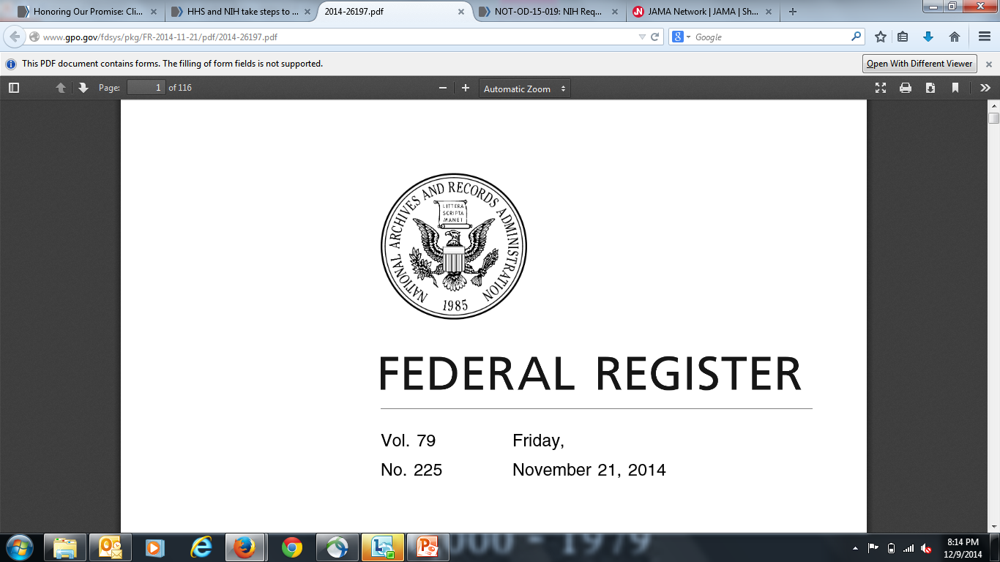 Honoring Our Promise: Cli...
HHS and NIH take steps to ...
2014-26197.pdf
NOT-OD-15-019: NIH Req...
JAMA Network | JAMA | Sh...
www.gpo.gov/fdsys/pkg/FR-2014-11-21/pdf/2014-26197.pdf
Google
This PDF document contains forms. The filling of form fields is not supported.
Open With Different Viewer
Page: 1 of 116
Automatic Zoom
NATIONAL ARCHIVES AND RECORDS ADMINISTRATION
LITTERA
SCRIPTA
MANET
1985
FEDERAL REGISTER
Vol. 79 Friday,
No. 225 November 21, 2014
8:14 PM
12/9/2014